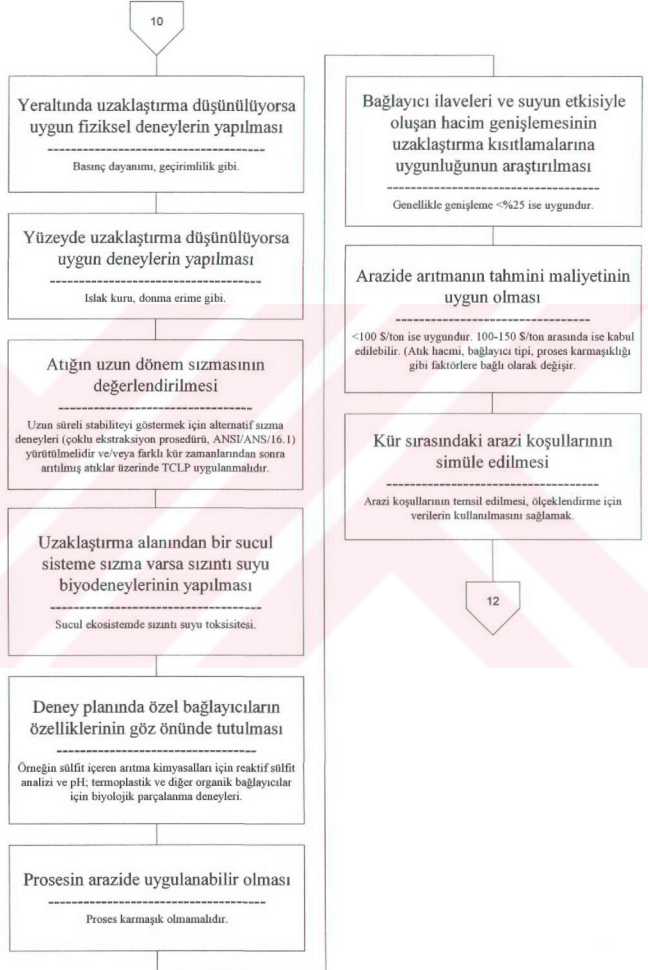 10
Yeraltında uzaklaştırma düşünülüyorsa
uygun fiziksel deneylerin yapılması
------------------------------------
Basınç dayanımı, geçirimlilik gibi.
Yüzeyde uzaklaştırma düşünülüyorsa
uygun deneylerin yapılması
-----------------------------------
Islak kuru, donma erime gibi.
Atığın uzun dönem sızmasının
değerlendirilmesi
--------------------------------
Uzun süreli stabiliteyi göstermek için alternatif sızma
deneyleri (çoklu ekstraksiyon prosedürü, ANSI/ANS/16.1)
yürütülmelidir ve/veya farklı kür zamanlarından sonra
arıtılmış atıklar üzerinde TCLP uygulanmalıdır.
Uzaklaştırma alanından bir sucul
sisteme sızma varsa sızıntı suyu
biyodeneylerinin yapılması
-----------------------------------
Sucul ekosistemde sızıntı suyu toksisitesi.
Deney planında özel bağlayıcıların
özelliklerinin göz önünde tutulması
---------------------------------
Örneğin sülfit içeren arıtma kimyasalları için reaktif sülfit
analizi ve pH; termoplastik ve diğer organik bağlayıcılar
için biyolojik parçalanma deneyleri.
Prosesin arazide uygulanabilir olması
------------------------------------
Proses karmaşık olmamalıdır.
Bağlayıcı ilaveleri ve suyun etkisiyle
oluşan hacim genişlemesinin
uzaklaştırma kısıtlamalarına
uygunluğunun araştırılması
-----------------------------------
Genellikle genişleme <%25 ise uygundur.
Arazide arıtmanın tahmini maliyetinin
uygun olması
--------------------------------
<100 $/ton ise uygundur. 100-150 $/ton arasında ise kabul
edilebilir. (Atık hacmi, bağlayıcı tipi, proses karmaşıklığı
gibi faktörlere bağlı olarak değişir.
Kür sırasındaki arazi koşullarının
simüle edilmesi
-----------------------------------
Arazi koşullarının temsil edilmesi, ölçeklendirme için
verilerin kullanılmasını sağlamak.
12